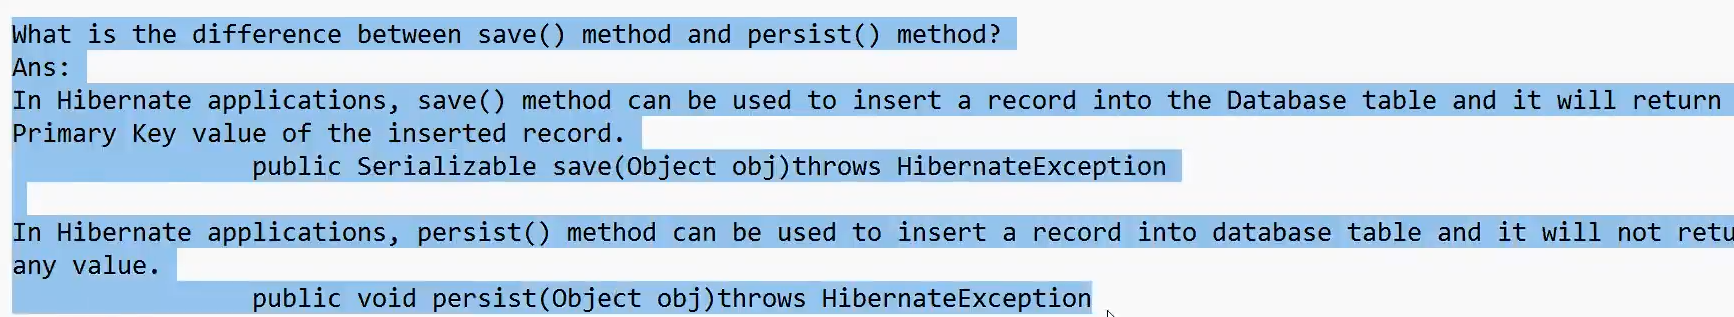 What is the difference between save() method and persist() method?
Ans:
In Hibernate applications, save() method can be used to insert a record into the Database table and it will return
Primary Key value of the inserted record.
public Serializable save(Object obj)throws HibernateException
In Hibernate applications, persist() method can be used to insert a record into database table and it will not retu
any value.
public void persist(Object obj)throws HibernateException